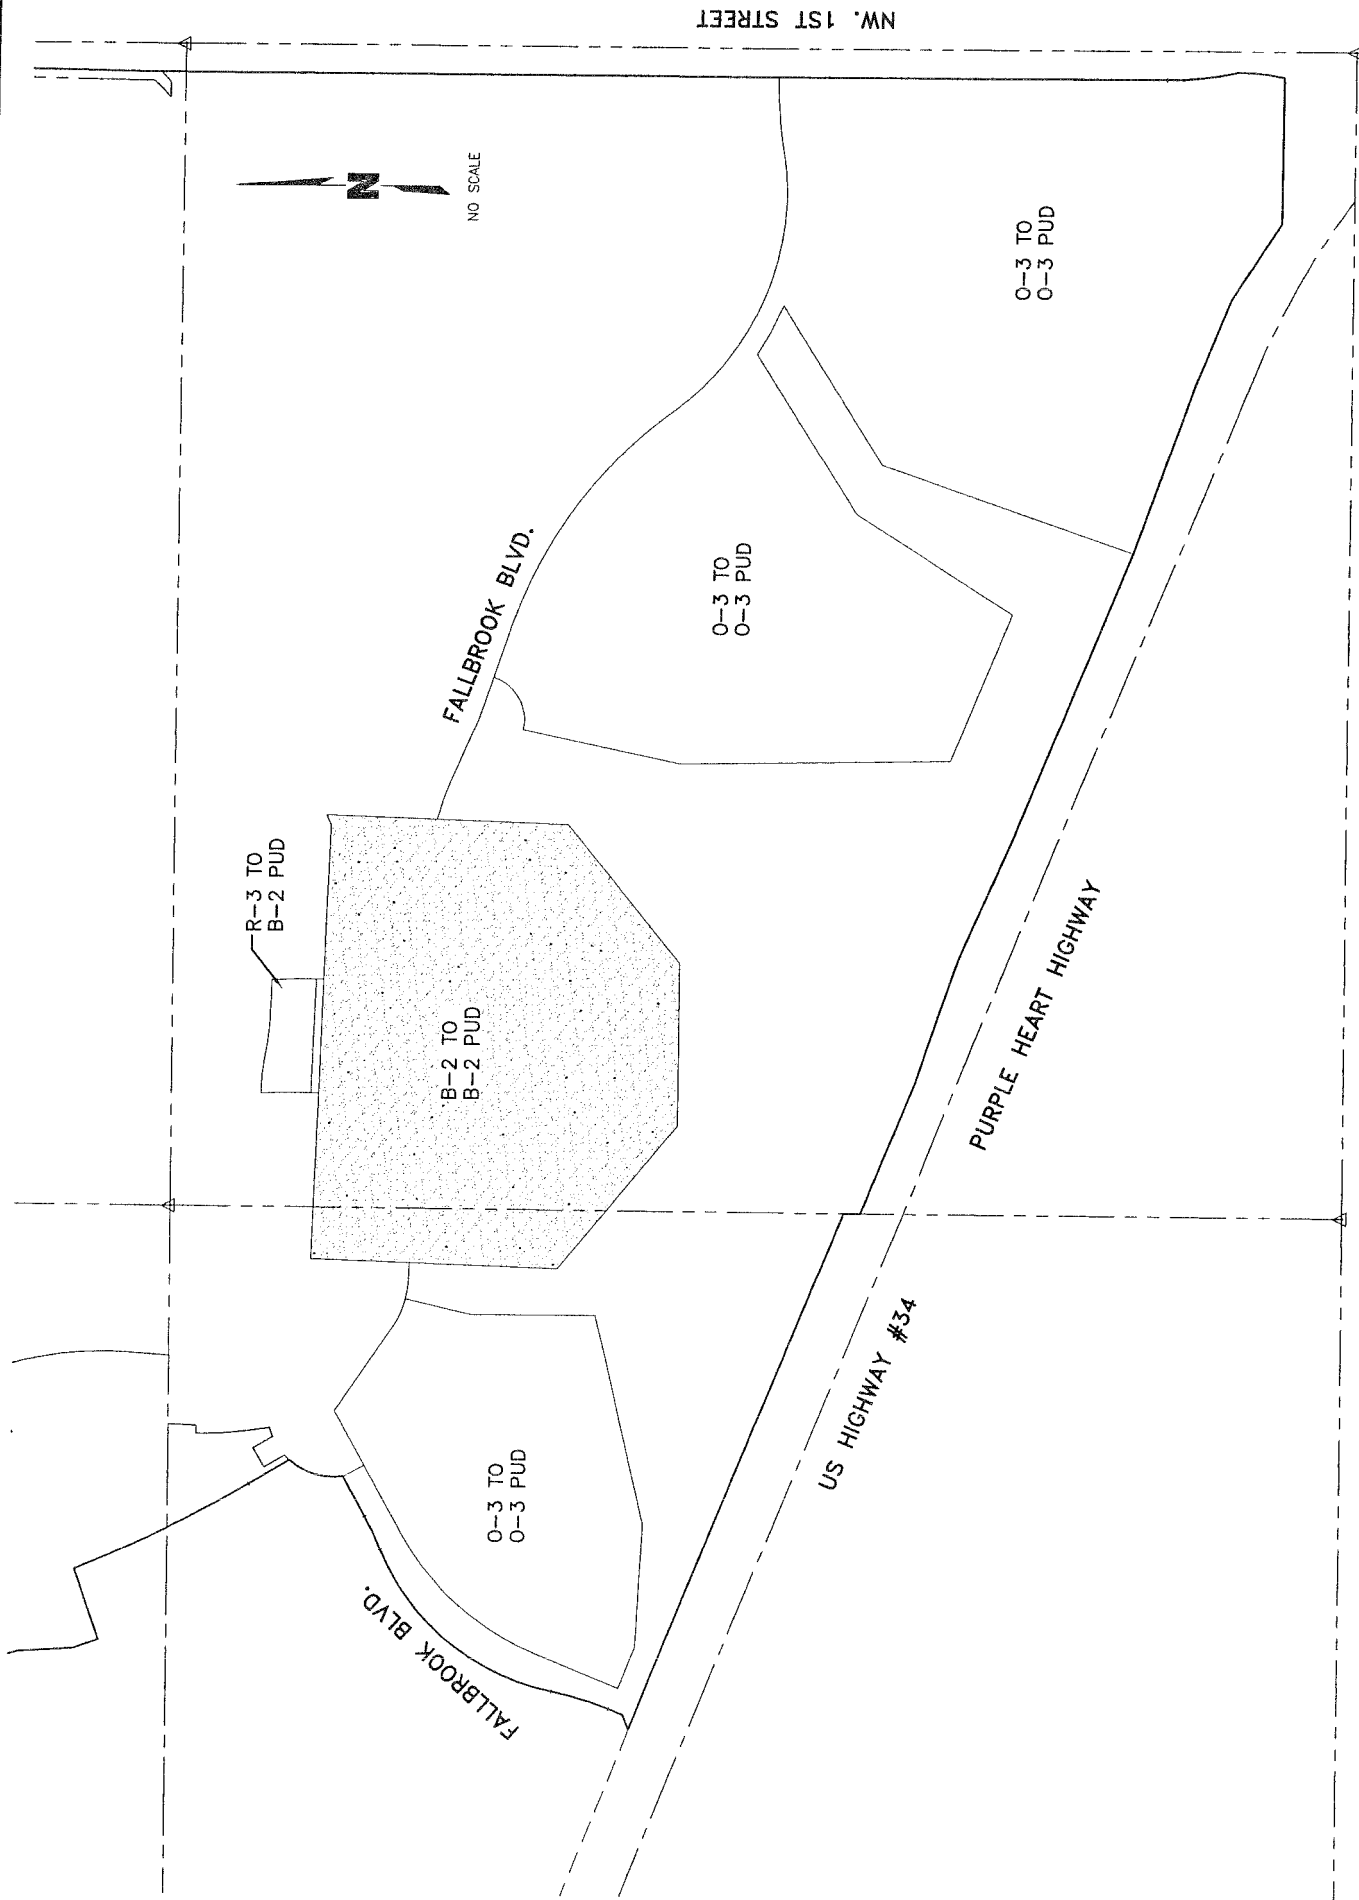 NW. 1ST STREET
N
NO SCALE
R-3 TO
B-2 PUD
FALLBROOK BLVD.
O-3 TO
O-3 PUD
O-3 TO
O-3 PUD
B-2 TO
B-2 PUD
O-3 TO
O-3 PUD
FALLBROOK BLVD.
US HIGHWAY #34
PURPLE HEART HIGHWAY